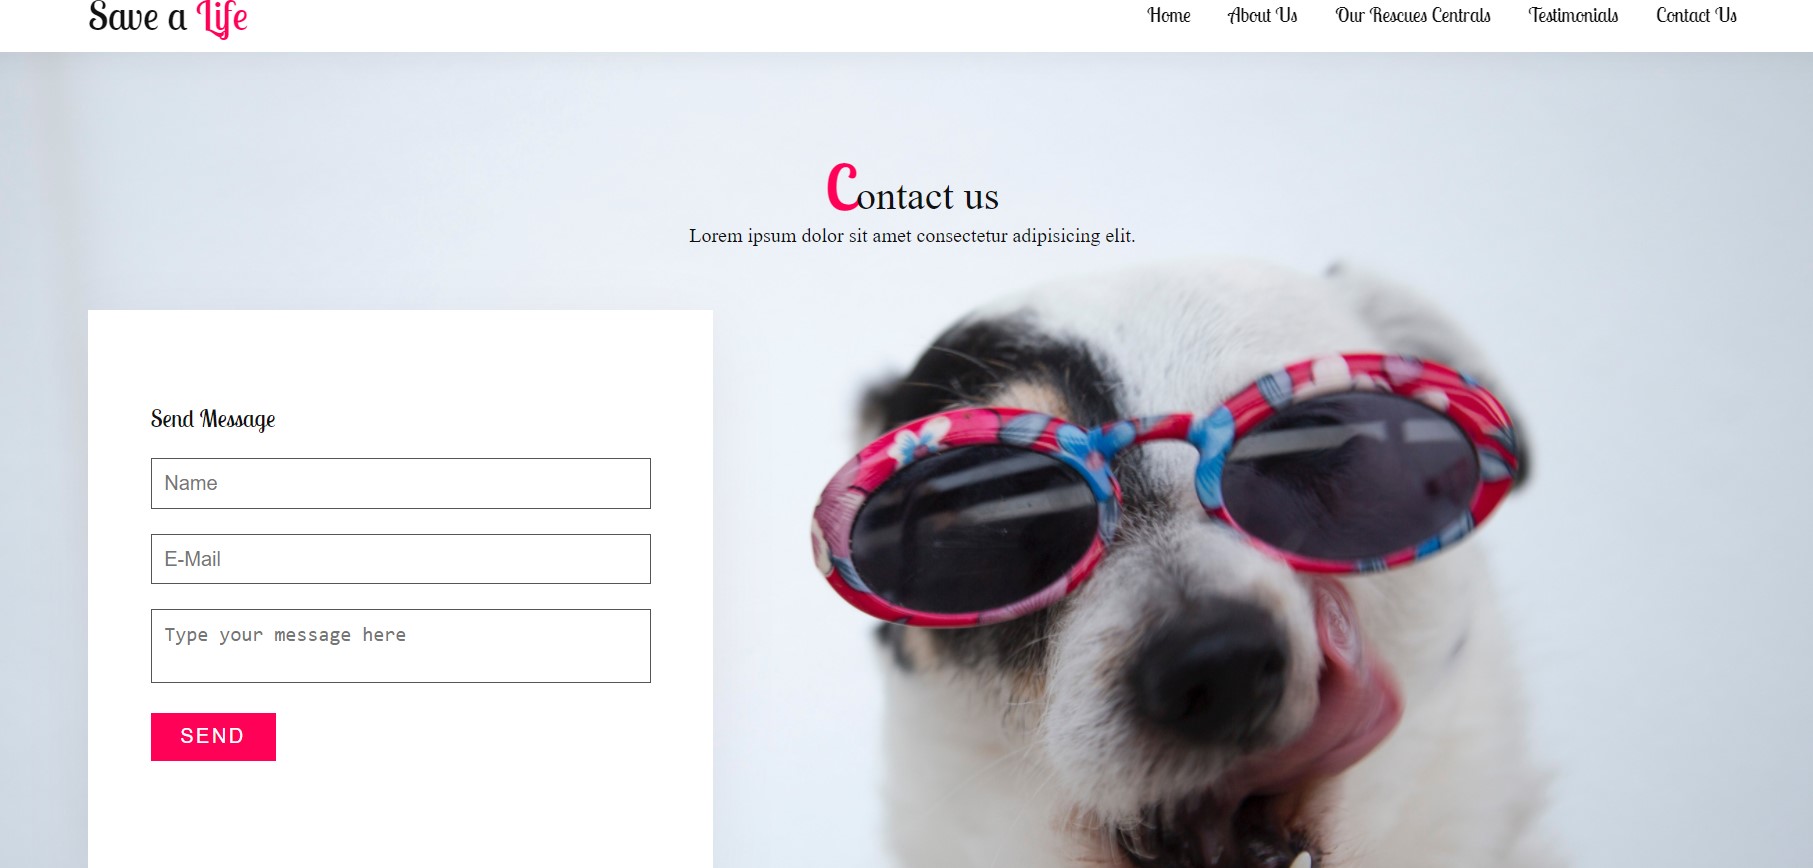 Save a Life
Home About Us Our Rescues Centrals Testimonials Contact Us
Contact us
Lorem ipsum dolor sit amet consectetur adipisicing elit.
Send Message
Name
E-Mail
Type your message here
SEND